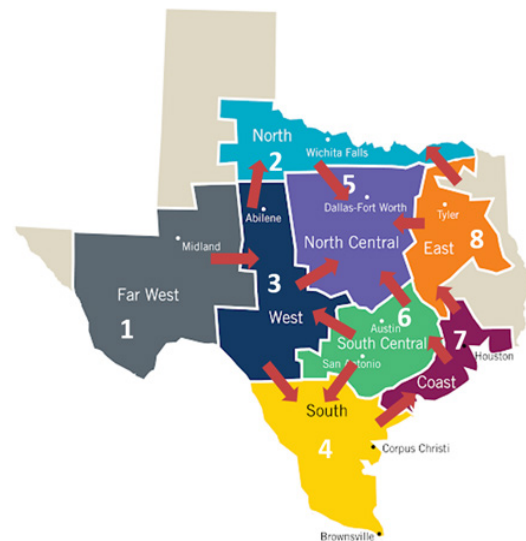 North
Wichita Falls
2
5
Abilene
Dallas-Fort Worth
Tyler
North Central
East
8
Midland
3
Far West
West
6
1
Austin
South Central
7
San Antonio
Houston
Coast
South
4
Corpus Christi
Brownsville